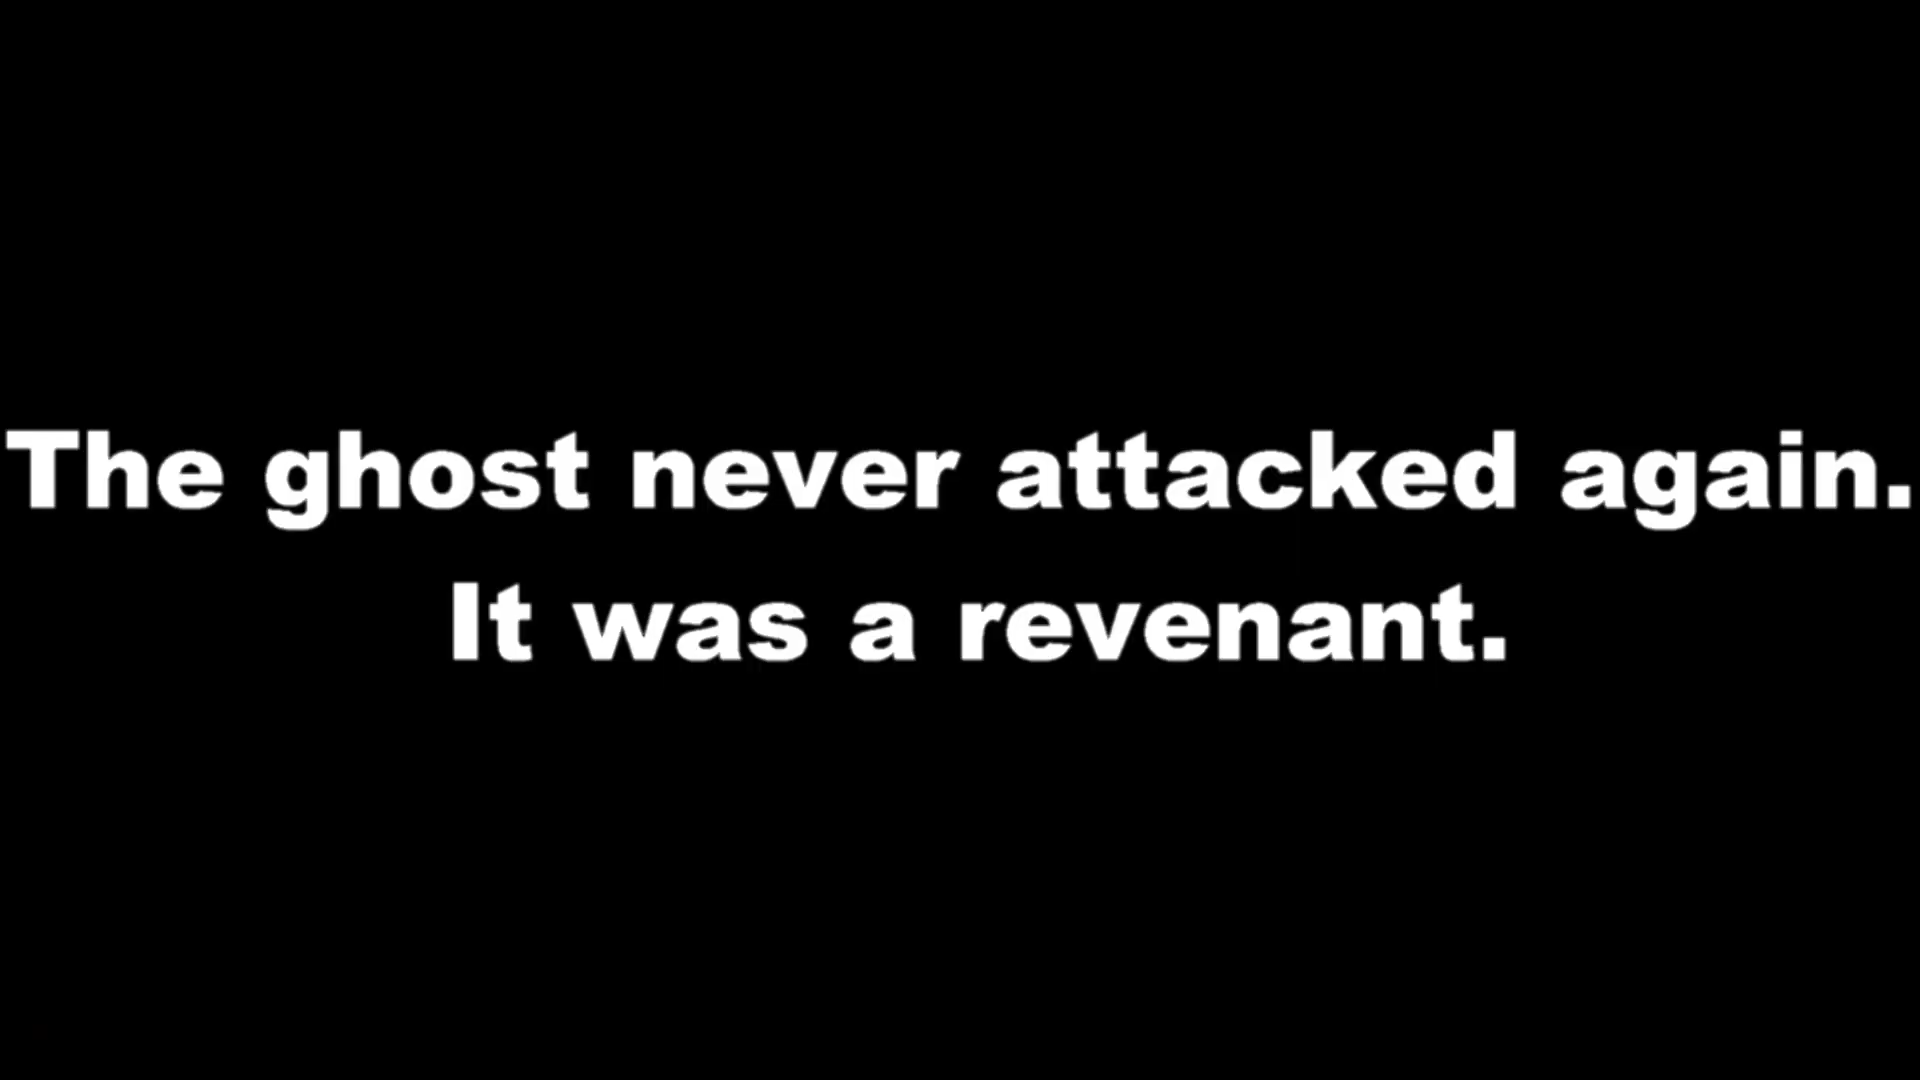 The ghost never attacked again.
It was a revenant.